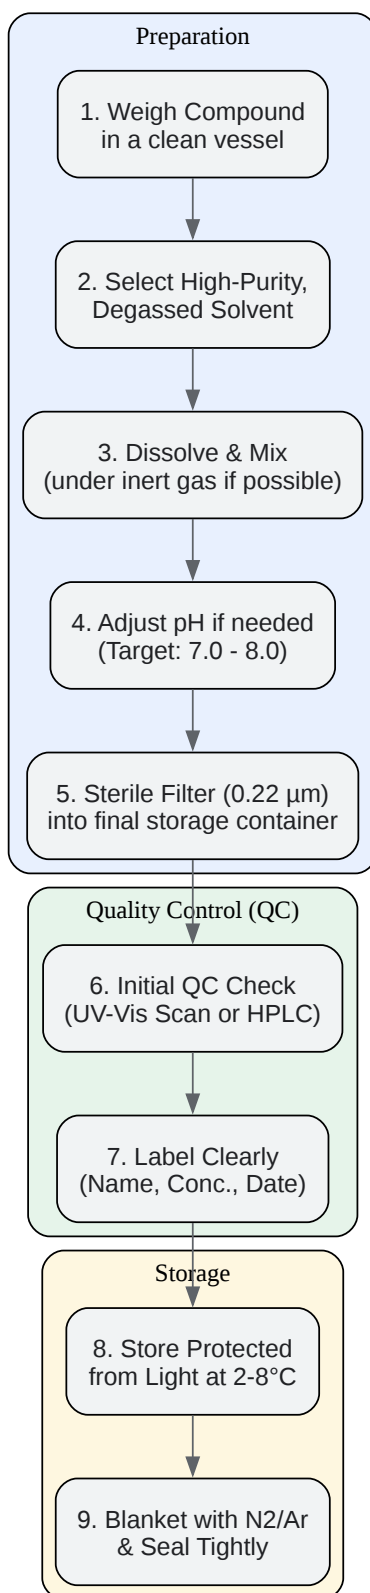 Preparation
1. Weigh Compound
in a clean vessel
2. Select High-Purity,
Degassed Solvent
3. Dissolve & Mix
(under inert gas if possible)
4. Adjust pH if needed
(Target: 7.0 - 8.0)
5. Sterile Filter (0.22 µm)
into final storage container
Quality Control (QC)
6. Initial QC Check
(UV-Vis Scan or HPLC)
7. Label Clearly
(Name, Conc., Date)
Storage
8. Store Protected
from Light at 2-8°C
9. Blanket with N2/Ar
& Seal Tightly